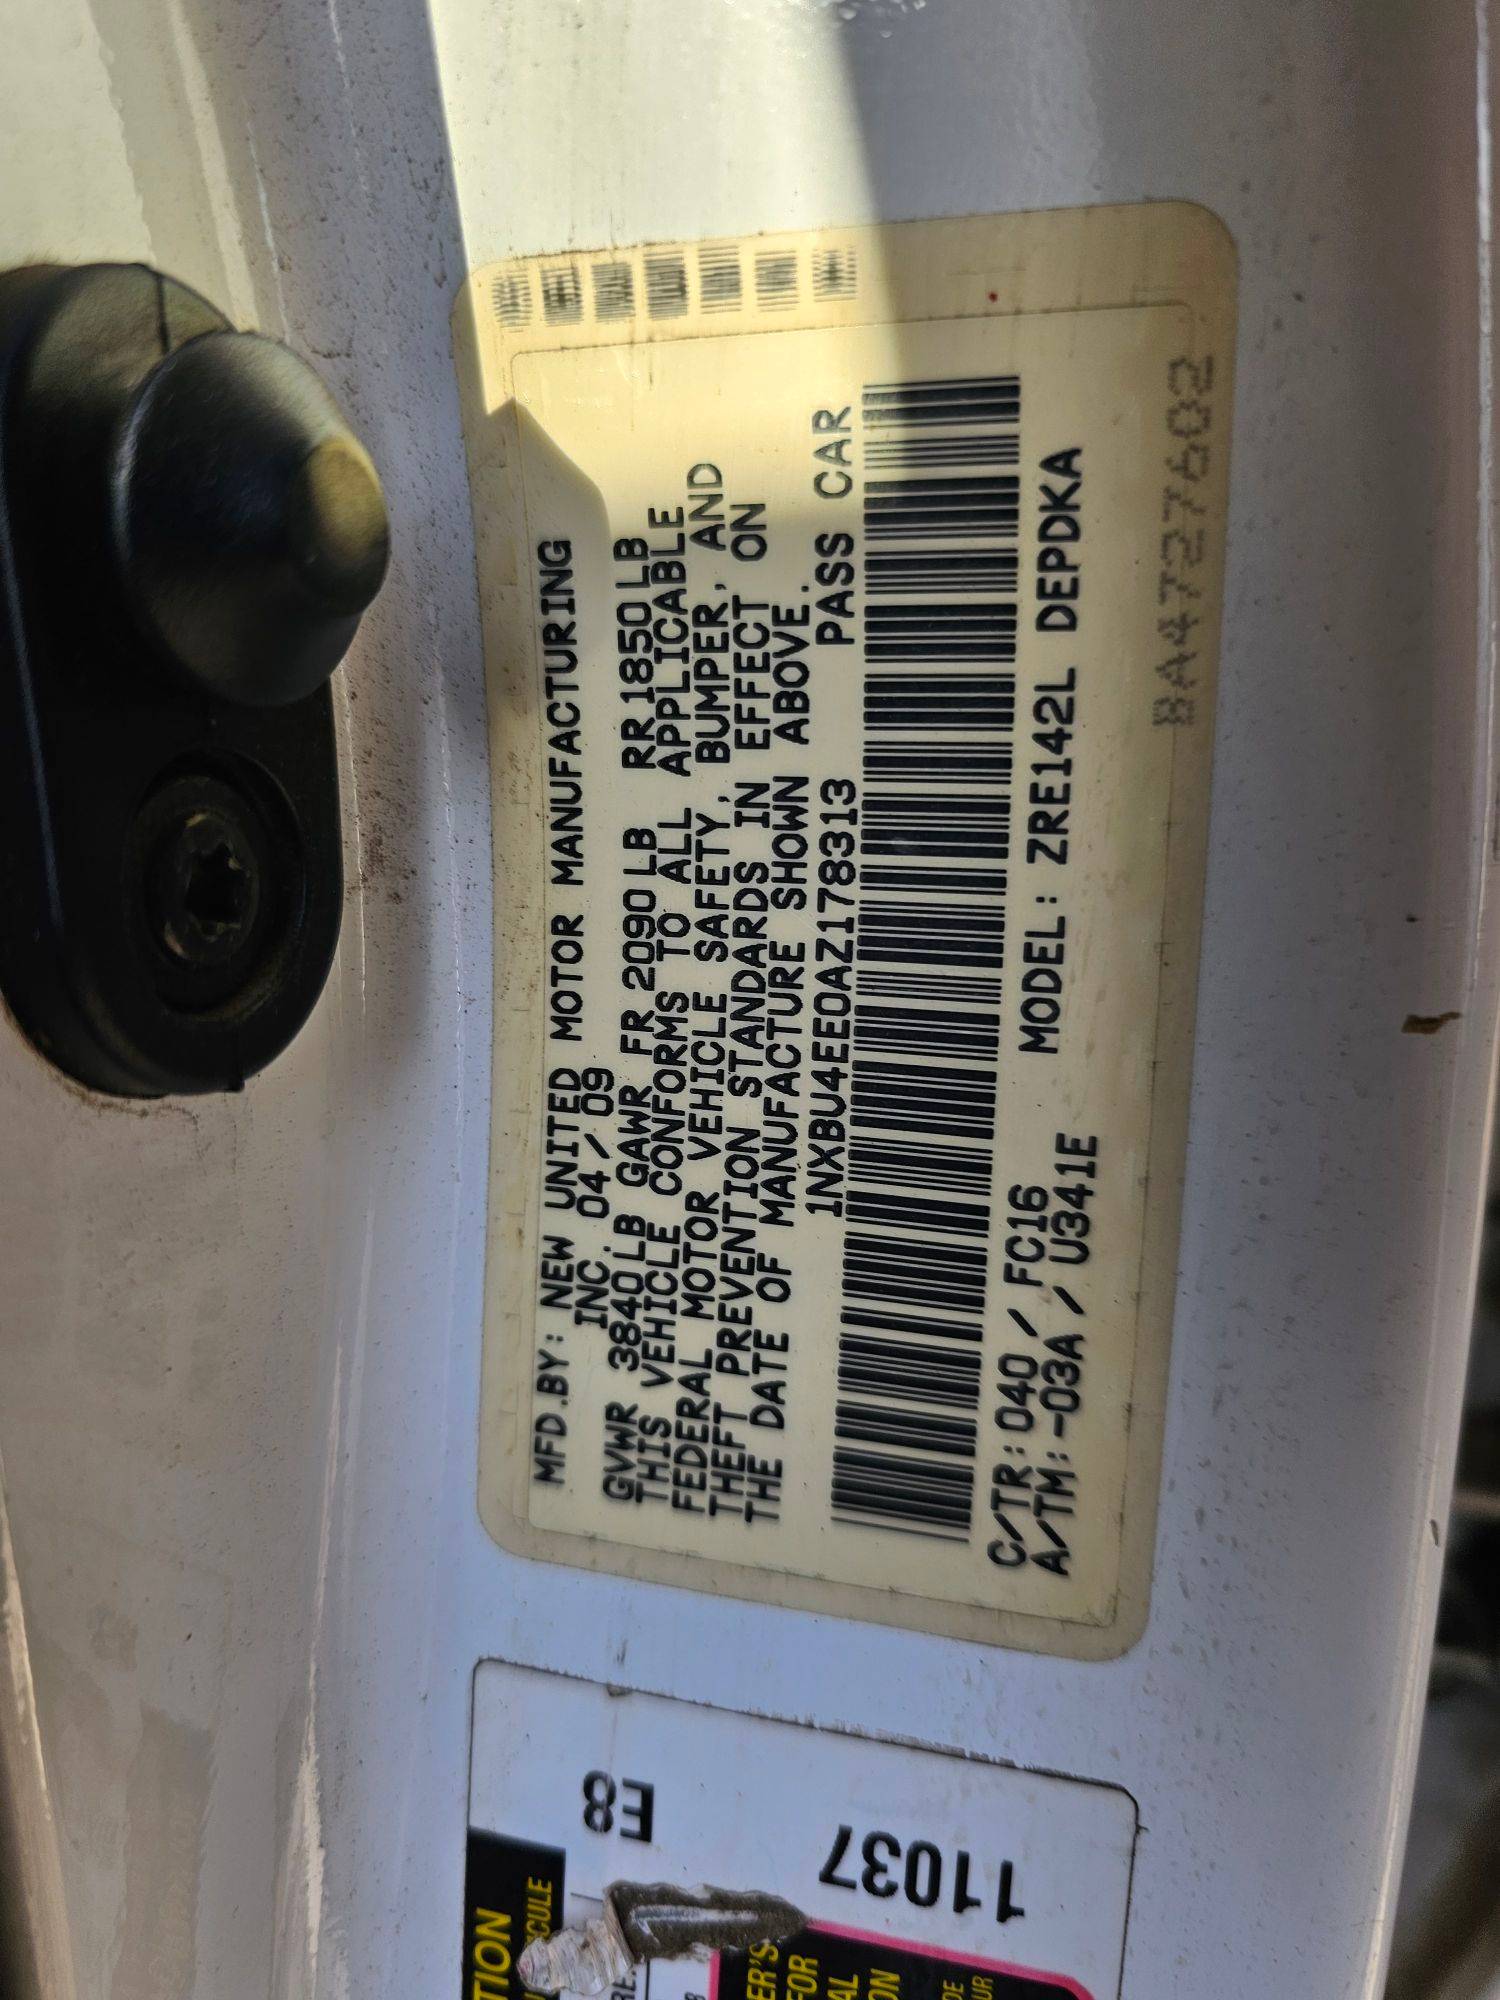 MFD.BY: NEW UNITED MOTOR MANUFACTURING
INC. 04/09
GVWR 3840LB GAWR FR 2090LB RR 1850LB
THIS VEHICLE CONFORMS TO ALL APPLICABLE
FEDERAL MOTOR VEHICLE SAFETY, BUMPER, AND
THEFT PREVENTION STANDARDS IN EFFECT ON
THE DATE OF MANUFACTURE SHOWN ABOVE.
1NXBU4EE0AZ178313 PASS CAR
C/TR:040/FC16 MODEL: ZRE142L DEPDKA
A/TM:-03A/U341E
BA4727602
E8
11037